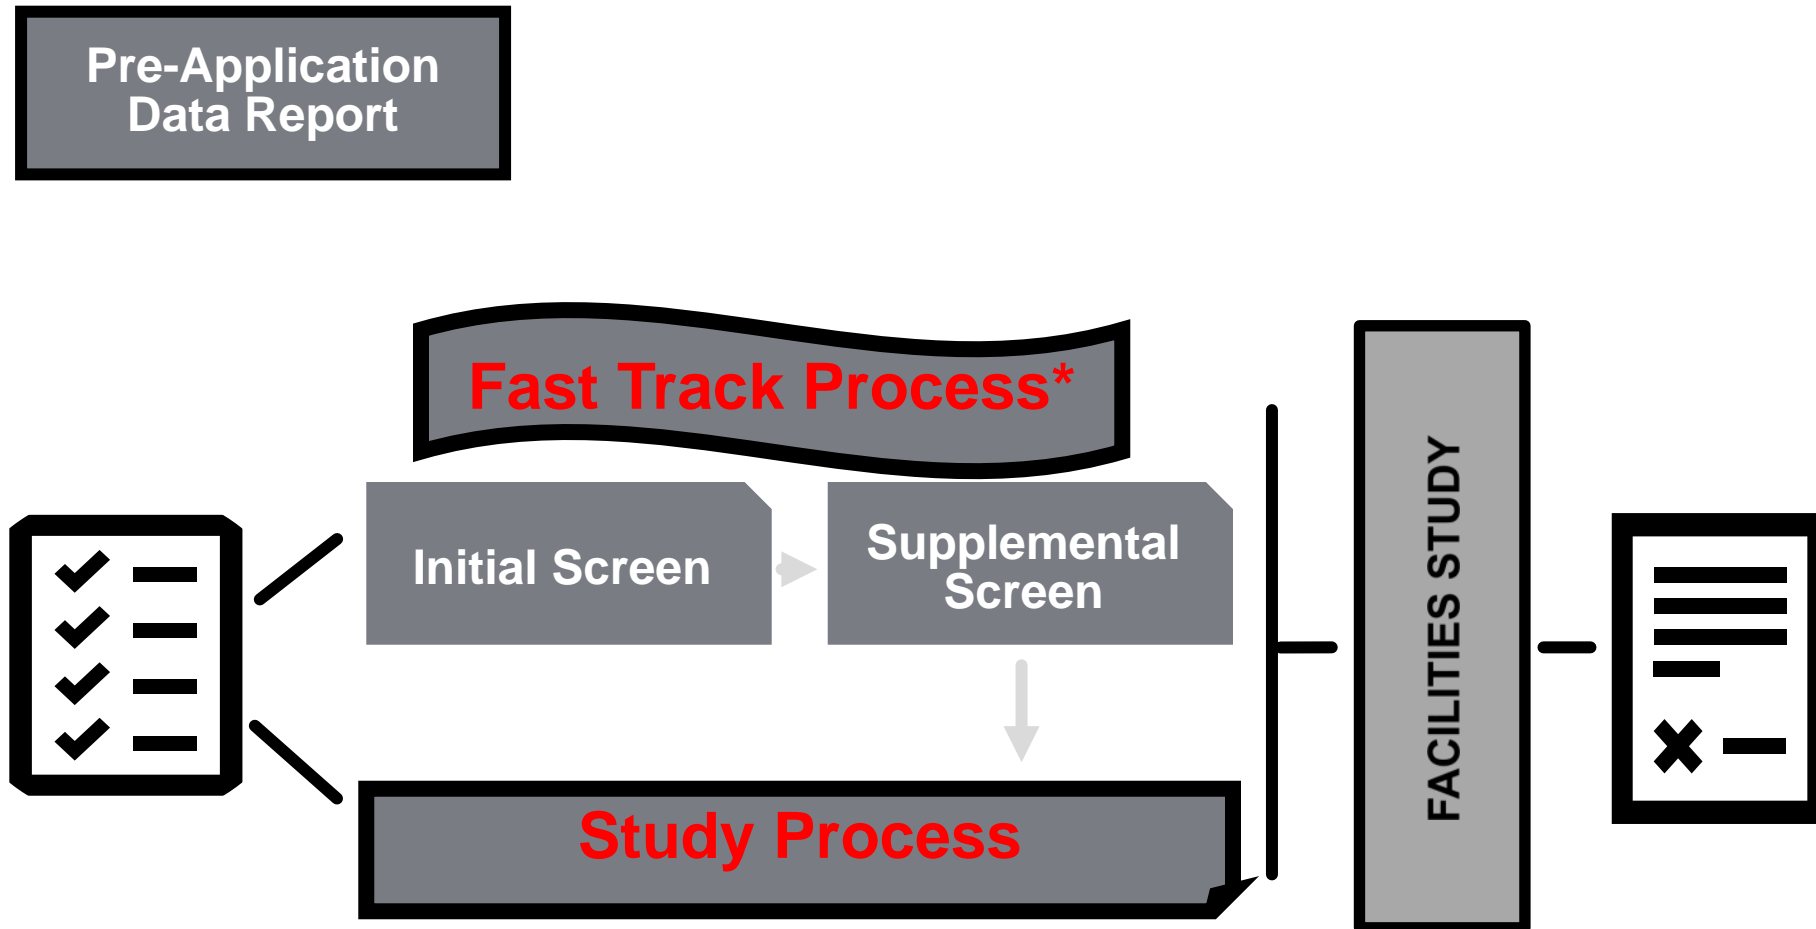 Pre-Application
Data Report
Fast Track Process*
Initial Screen
Supplemental
Screen
Study Process
FACILITIES STUDY